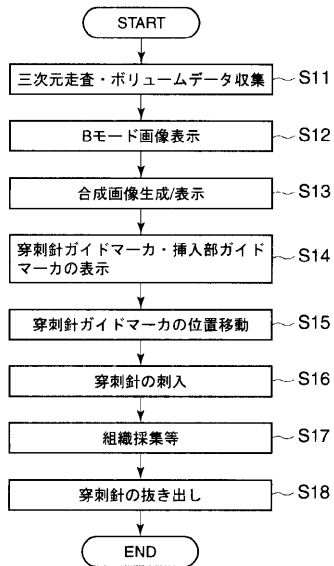 START
三次元走査・ボリュームデータ収集
S11
Bモード画像表示
S12
合成画像生成/表示
S13
穿刺針ガイドマーカ・挿入部ガイド
マーカの表示
S14
穿刺針ガイドマーカの位置移動
S15
穿刺針の刺入
S16
組織採集等
S17
穿刺針の抜き出し
S18
END